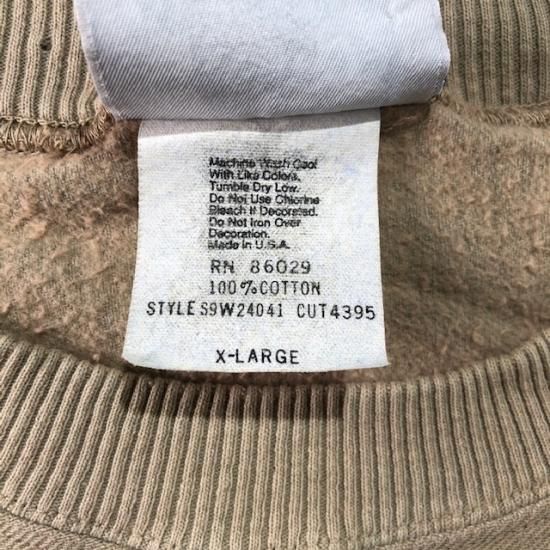 Machine Wash Cool
With Like Colors.
Tumble Dry Low.
Do Not Use Chlorine
Bleach If Decorated.
Do Not Iron Over
Decoration.
Made In U.S.A.
RN 86029
100% COTTON
STYLE S9W24041 CUT4395
X-LARGE